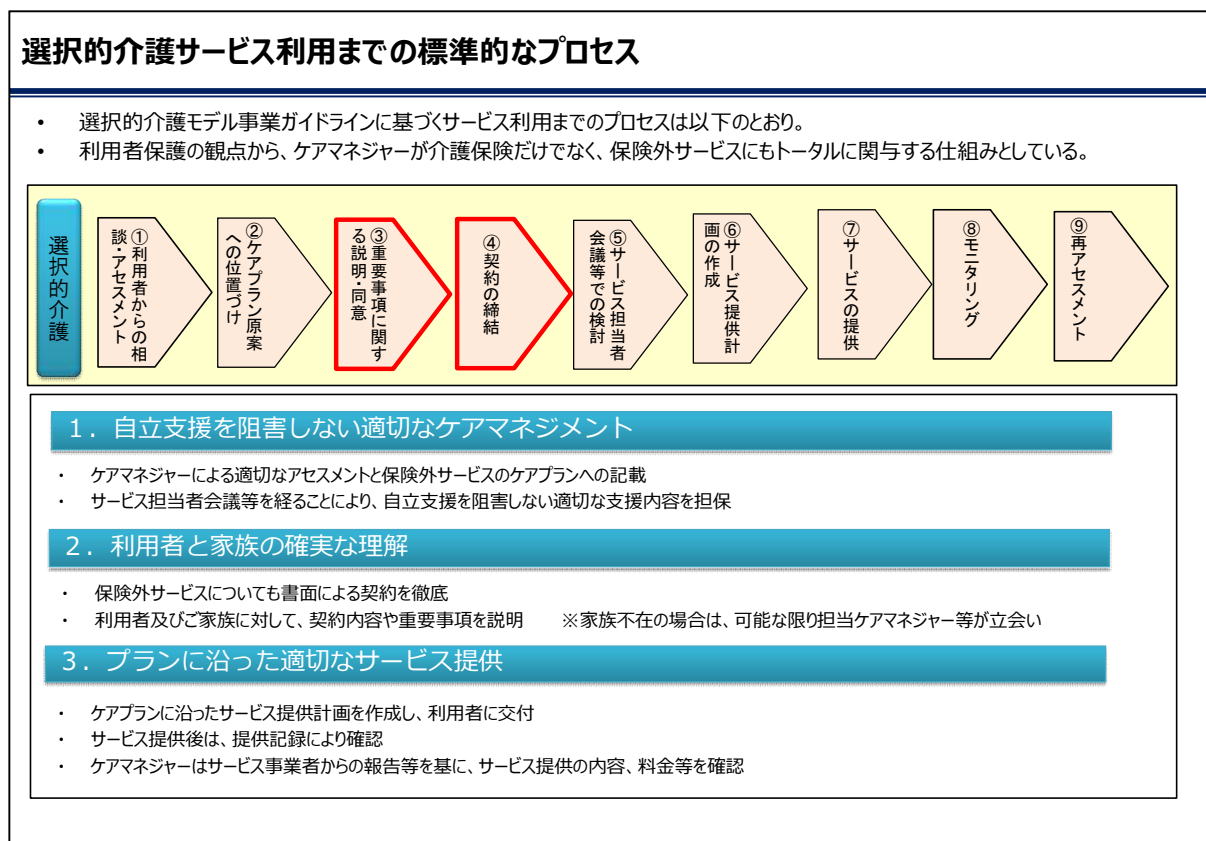 選択的介護サービス利用までの標準的なプロセス
• 選択的介護モデル事業ガイドラインに基づくサービス利用までのプロセスは以下のとおり。
• 利用者保護の観点から、ケアマネジャーが介護保険だけでなく、保険外サービスにもトータルに関与する仕組みとしている。
選択的介護
①利用者からの相
談・アセスメント
②ケアプラン原案
への位置づけ
③重要事項に関す
る説明・同意
④契約の締結
⑤サービス担当者
会議等での検討
⑥サービス提供計
画の作成
⑦サービスの提供
⑧モニタリング
⑨再アセスメント
1．自立支援を阻害しない適切なケアマネジメント
・ ケアマネジャーによる適切なアセスメントと保険外サービスのケアプランへの記載
・ サービス担当者会議等を経ることにより、自立支援を阻害しない適切な支援内容を担保
2．利用者と家族の確実な理解
・ 保険外サービスについても書面による契約を徹底
・ 利用者及びご家族に対して、契約内容や重要事項を説明 ※家族不在の場合は、可能な限り担当ケアマネジャー等が立会い
3．プランに沿った適切なサービス提供
・ ケアプランに沿ったサービス提供計画を作成し、利用者に交付
・ サービス提供後は、提供記録により確認
・ ケアマネジャーはサービス事業者からの報告等を基に、サービス提供の内容、料金等を確認